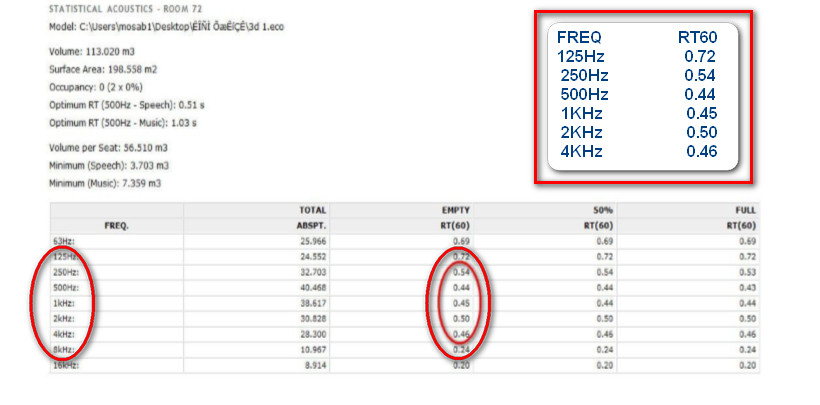 STATISTICAL ACOUSTICS - ROOM 72
Model: C:\Users\mosab1\Desktop\ÊÎÑÌ ÕæÊíÇÊ\3d 1.eco
Volume: 113.020 m3
Surface Area: 198.558 m2
Occupancy: 0 (2 x 0%)
Optimum RT (500Hz - Speech): 0.51 s
Optimum RT (500Hz - Music): 1.03 s
Volume per Seat: 56.510 m3
Minimum (Speech): 3.703 m3
Minimum (Music): 7.359 m3
FREQ RT60
125Hz 0.72
250Hz 0.54
500Hz 0.44
1KHz 0.45
2KHz 0.50
4KHz 0.46
TOTAL EMPTY 50% FULL
FREQ. ABSPT. RT(60) RT(60) RT(60)
63Hz: 25.966 0.69 0.69 0.69
125Hz: 24.552 0.72 0.72 0.72
250Hz: 32.703 0.54 0.54 0.53
500Hz: 40.468 0.44 0.44 0.43
1kHz: 38.617 0.45 0.44 0.44
2kHz: 30.828 0.50 0.50 0.50
4kHz: 28.300 0.46 0.46 0.46
8kHz: 10.967 0.24 0.24 0.24
16kHz: 8.914 0.20 0.20 0.20